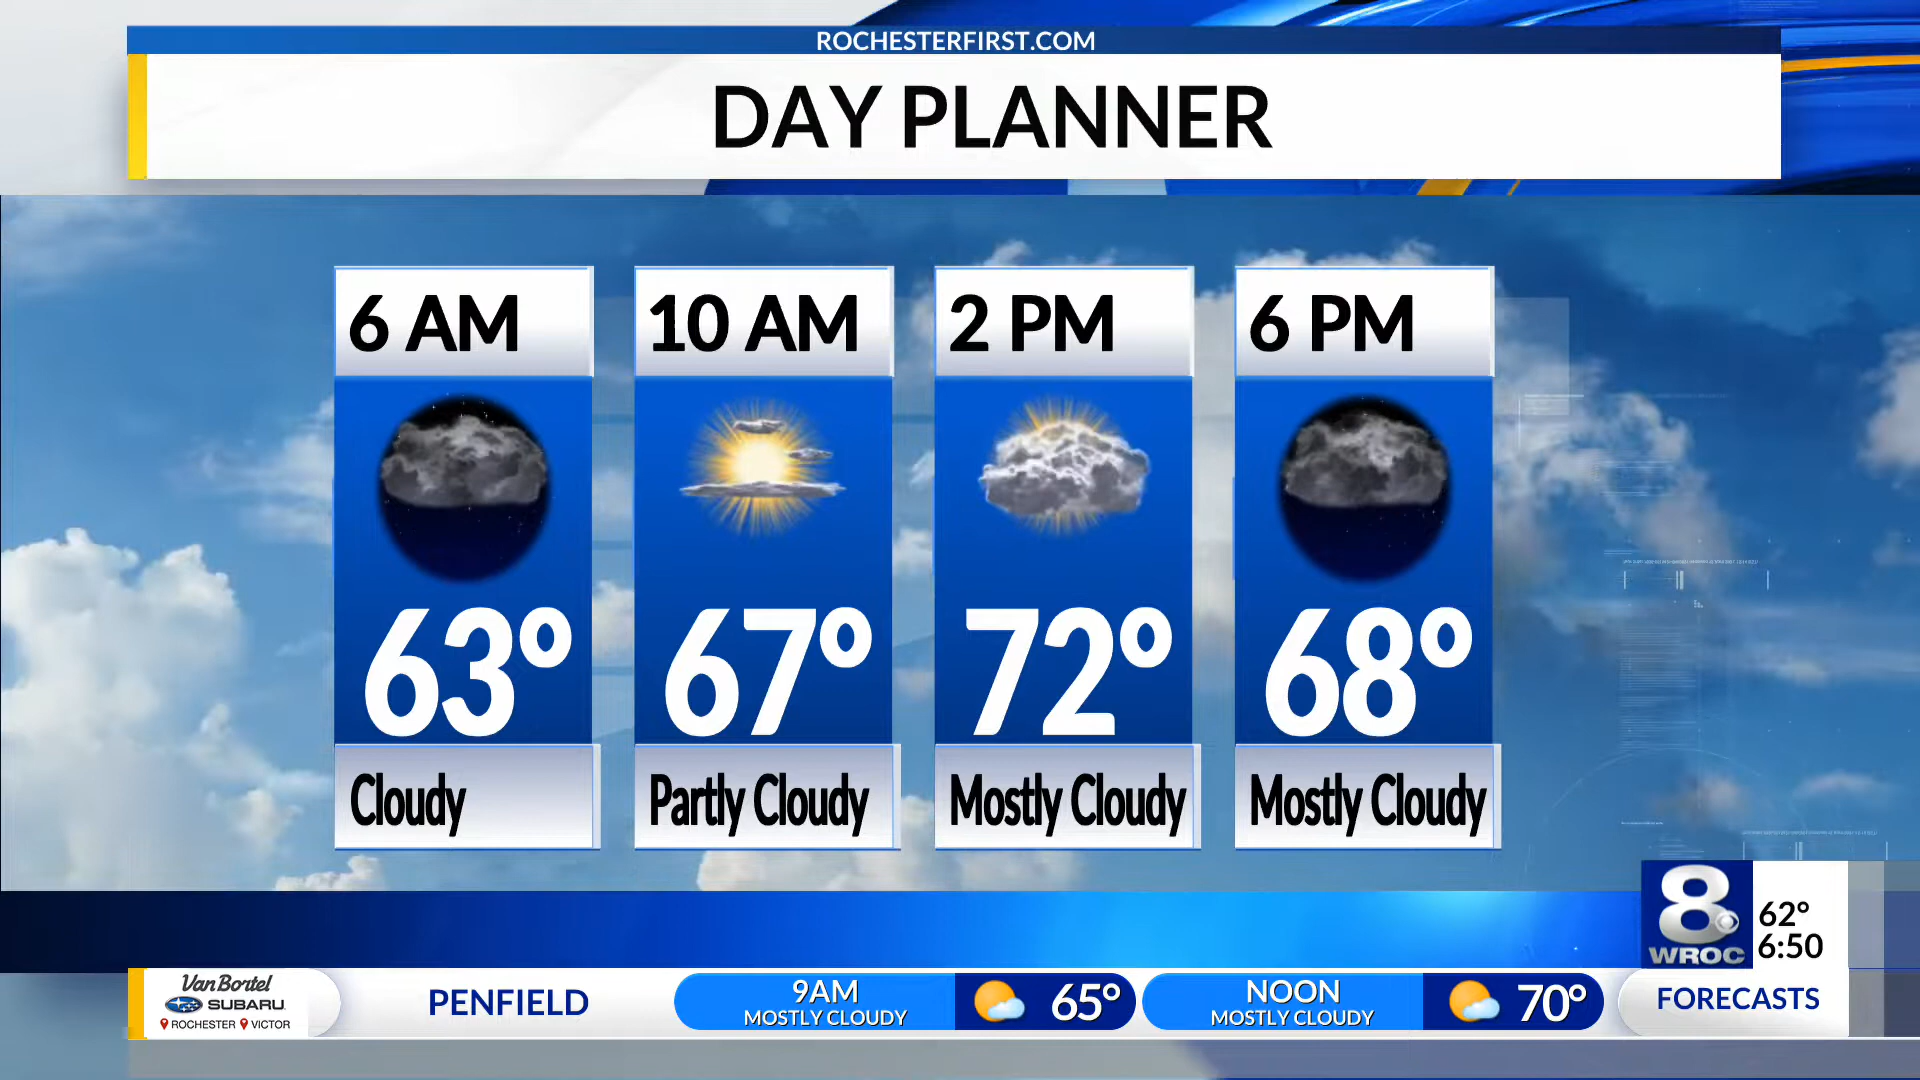 ROCHESTERFIRST.COM
DAY PLANNER
6 AM
63°
Cloudy
10 AM
67°
Partly Cloudy
2 PM
72°
Mostly Cloudy
6 PM
68°
Mostly Cloudy
8
WROC
62°
6:50
Van Bortel
SUBARU.
ROCHESTER VICTOR
PENFIELD
9AM
MOSTLY CLOUDY
65°
NOON
MOSTLY CLOUDY
70°
FORECASTS